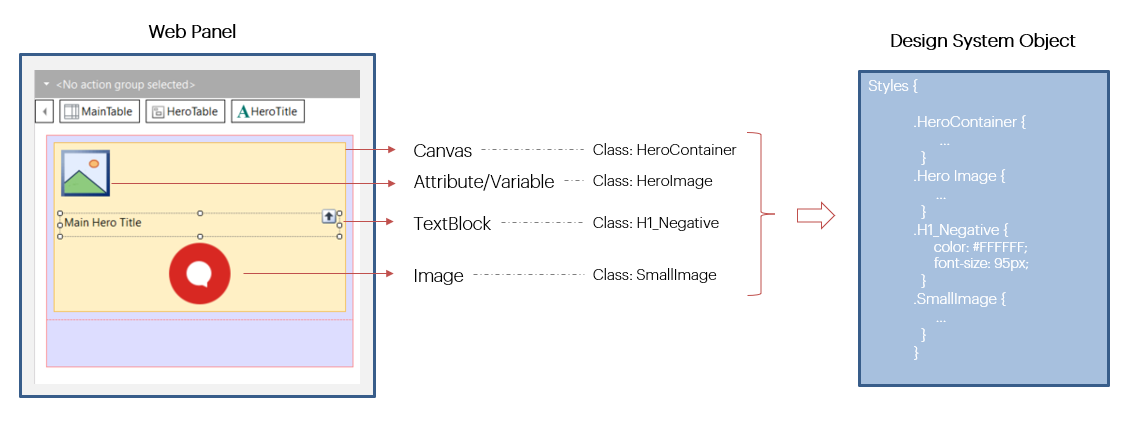 Web Panel
<No action group selected>
MainTable HeroTable AHeroTitle
Main Hero Title
Canvas Class: HeroContainer
Attribute/Variable Class: HeroImage
TextBlock Class: H1_Negative
Image Class: SmallImage
Design System Object
Styles {
.HeroContainer {
...
}
.Hero Image {
...
}
.H1_Negative {
color: #FFFFFF;
font-size: 95px;
}
.SmallImage {
...
}
}